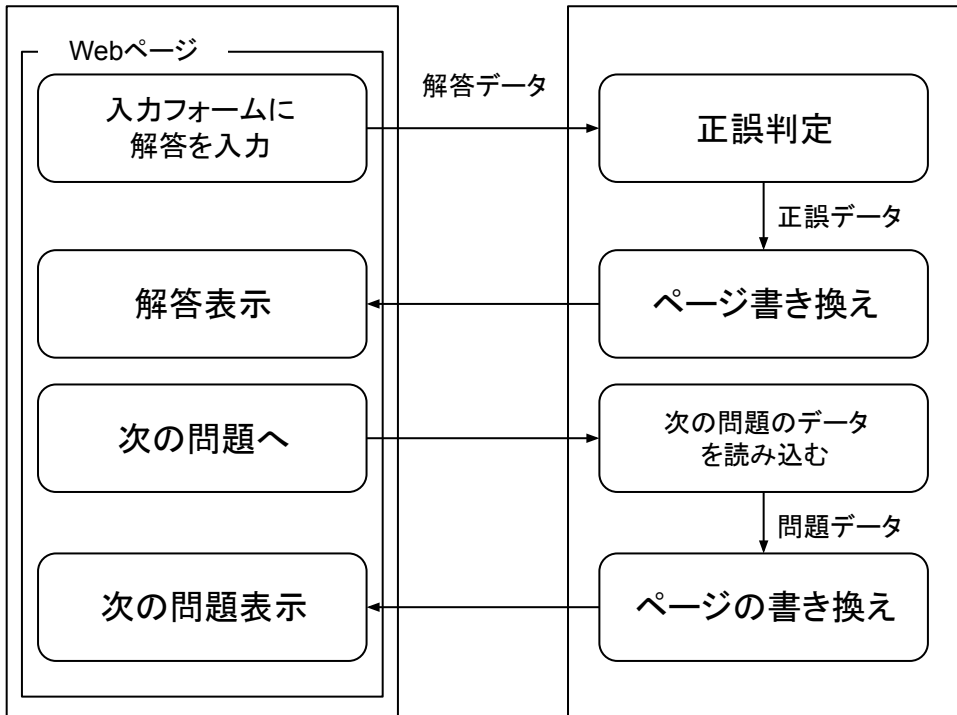 Webページ
入力フォームに
解答を入力
解答データ
正誤判定
正誤データ
解答表示
ページ書き換え
次の問題へ
次の問題のデータ
を読み込む
問題データ
次の問題表示
ページの書き換え